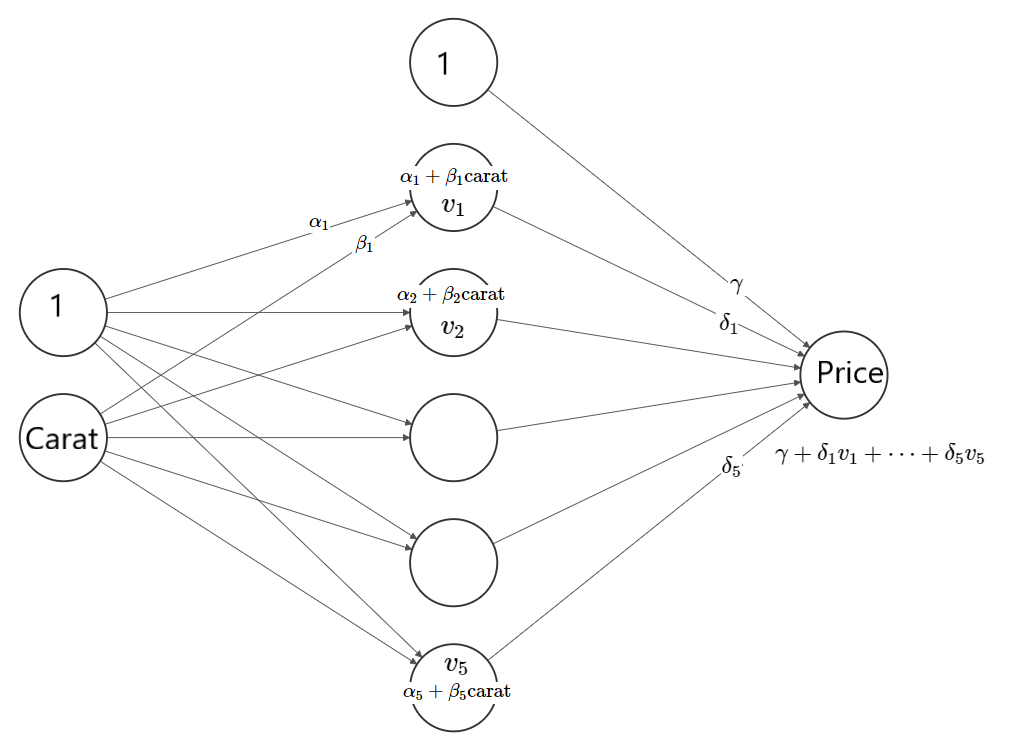 1
α₁ + β₁carat
v₁
α₁
β₁
1
α₂ + β₂carat
v₂
γ
δ₁
Price
Carat
γ + δ₁v₁ + ⋯ + δ₅v₅
δ₅
v₅
α₅ + β₅carat